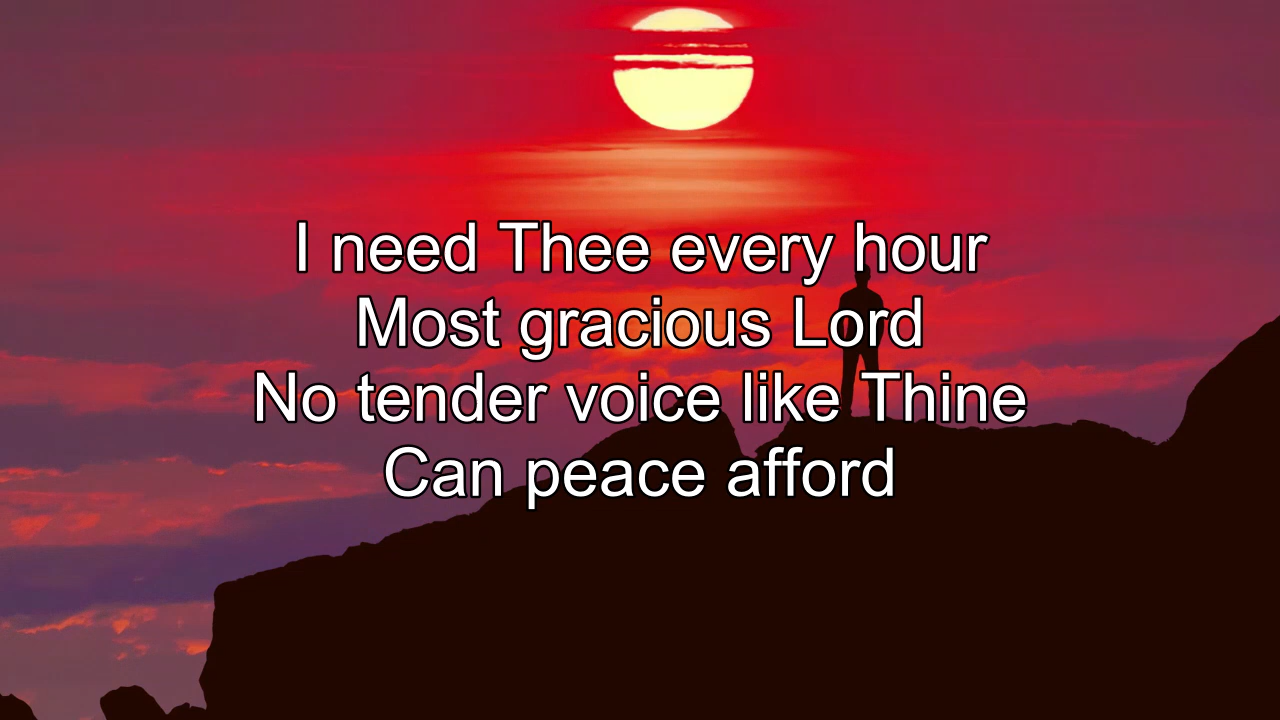 I need Thee every hour
Most gracious Lord
No tender voice like Thine
Can peace afford